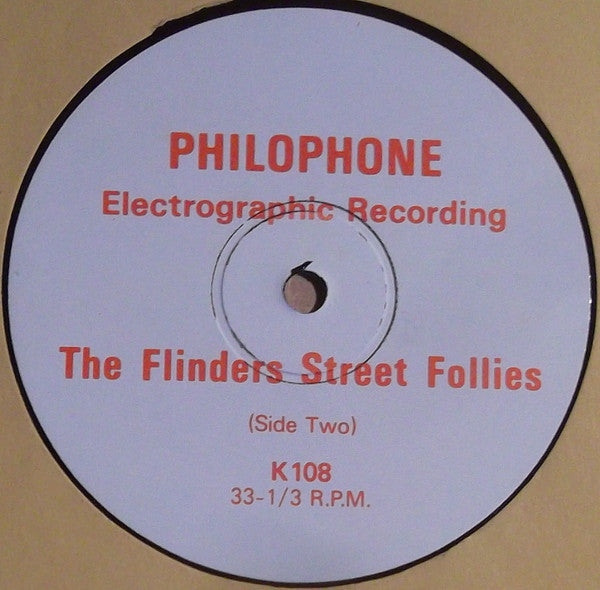 PHILOPHONE
Electrographic Recording
The Flinders Street Follies
(Side Two)
K108
33-1/3 R.P.M.